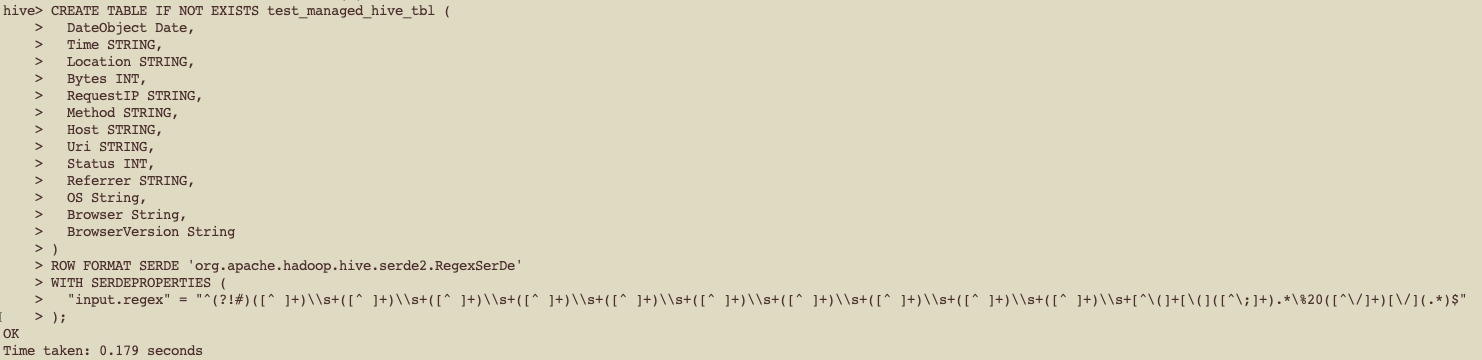 hive> CREATE TABLE IF NOT EXISTS test_managed_hive_tbl (
    >   DateObject Date,
    >   Time STRING,
    >   Location STRING,
    >   Bytes INT,
    >   RequestIP STRING,
    >   Method STRING,
    >   Host STRING,
    >   Uri STRING,
    >   Status INT,
    >   Referrer STRING,
    >   OS String,
    >   Browser String,
    >   BrowserVersion String
    > )
    > ROW FORMAT SERDE 'org.apache.hadoop.hive.serde2.RegexSerDe'
    > WITH SERDEPROPERTIES (
    >   "input.regex" = "^(?!#)([^ ]+)\\s+([^ ]+)\\s+([^ ]+)\\s+([^ ]+)\\s+([^ ]+)\\s+([^ ]+)\\s+([^ ]+)\\s+([^ ]+)\\s+([^ ]+)\\s+([^ ]+)\\s+[^\(]+[\(]([^\;]+).*\%20([^\/]+)[\/](.*)$"
    > );
OK
Time taken: 0.179 seconds